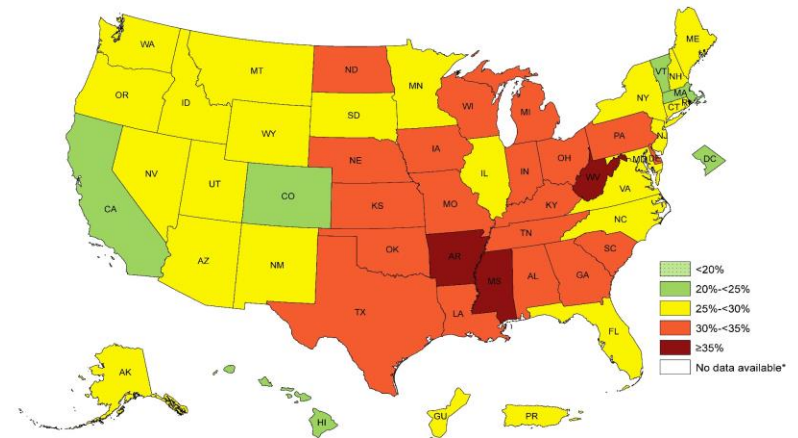 WA
MT
ND
MN
ME
VT
NH
OR
ID
SD
WI
MI
NY
MA
RI
CT
WY
IA
PA
NJ
NE
NV
UT
CO
IL
IN
OH
MD
DE
DC
CA
KS
MO
WV
VA
KY
NC
TN
AZ
NM
OK
AR
SC
MS
AL
GA
TX
LA
FL
<20%
20%-<25%
25%-<30%
30%-<35%
≥35%
No data available*
AK
HI
GU
PR